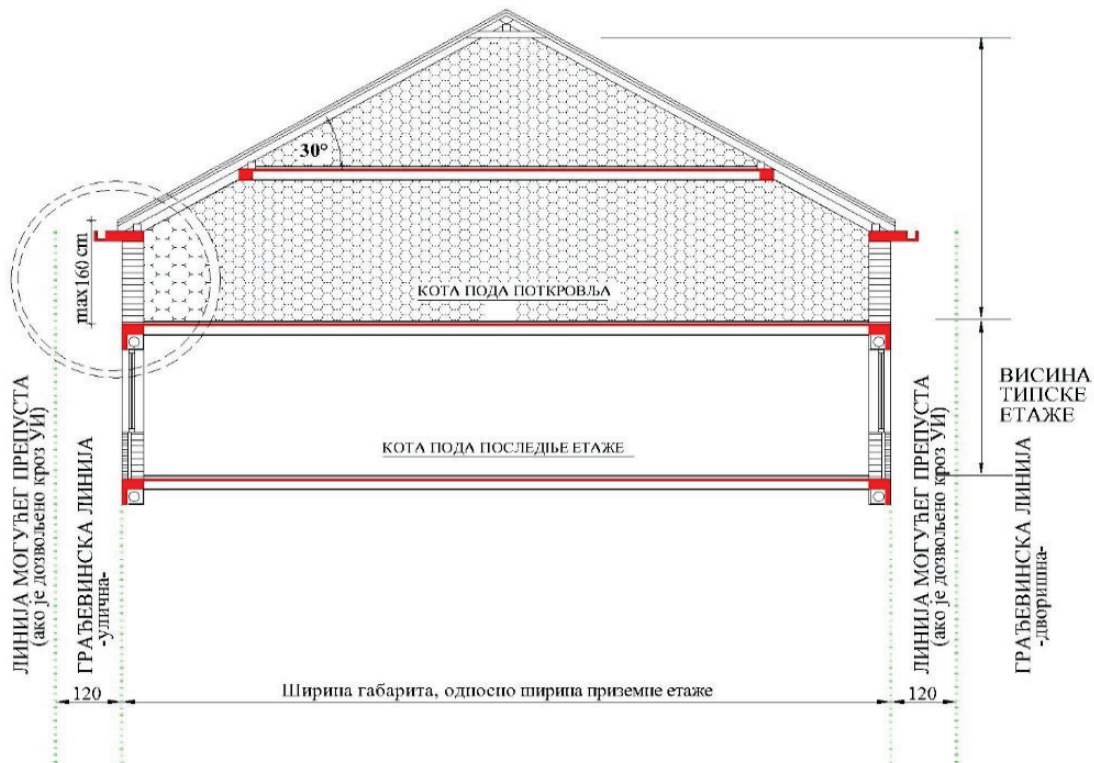 30°
max160 cm
КОТА ПОДА ПОТКРОВЉА
КОТА ПОДА ПОСЛЕДЊЕ ЕТАЖЕ
ВИСИНА
ТИПСКЕ
ЕТАЖЕ
ЛИНИЈА МОГУЋЕГ ПРЕПУСТА
(ако је дозвољено кроз УИ)
ГРАЂЕВИНСКА ЛИНИЈА
-улична-
ЛИНИЈА МОГУЋЕГ ПРЕПУСТА
(ако је дозвољено кроз УИ)
ГРАЂЕВИНСКА ЛИНИЈА
-дворишна-
120
Ширина габарита, односно ширина приземне етаже
120